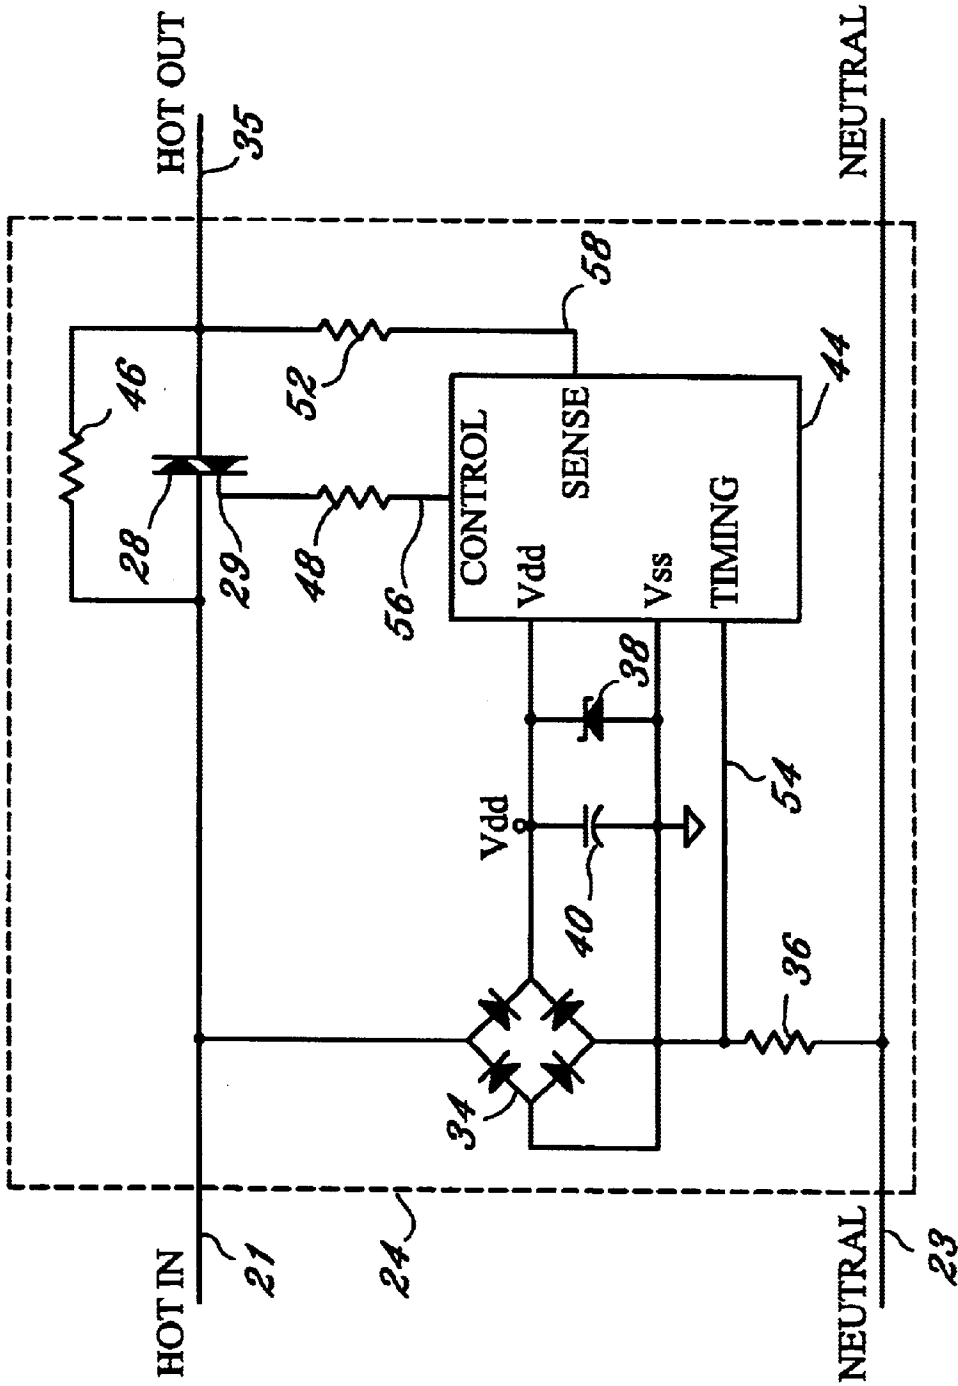 HOT IN
21
HOT OUT
35
46
28
29
48
52
56
58
CONTROL
SENSE
Vdd
Vss
TIMING
44
38
Vdd
40
54
34
36
24
NEUTRAL
23
NEUTRAL